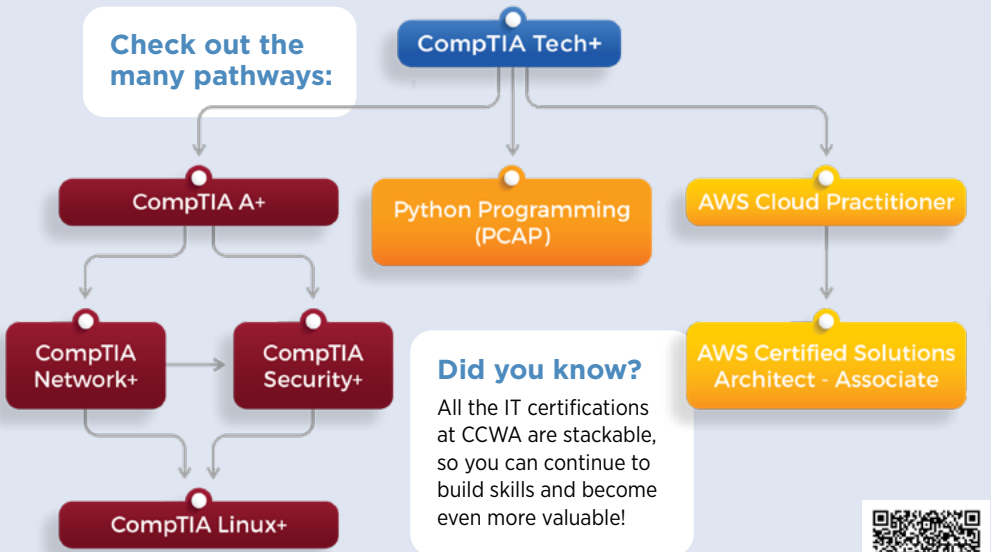 Check out the
many pathways:
CompTIA Tech+
CompTIA A+
Python Programming
(PCAP)
AWS Cloud Practitioner
CompTIA
Network+
CompTIA
Security+
AWS Certified Solutions
Architect - Associate
Did you know?
All the IT certifications
at CCWA are stackable,
so you can continue to
build skills and become
even more valuable!
CompTIA Linux+